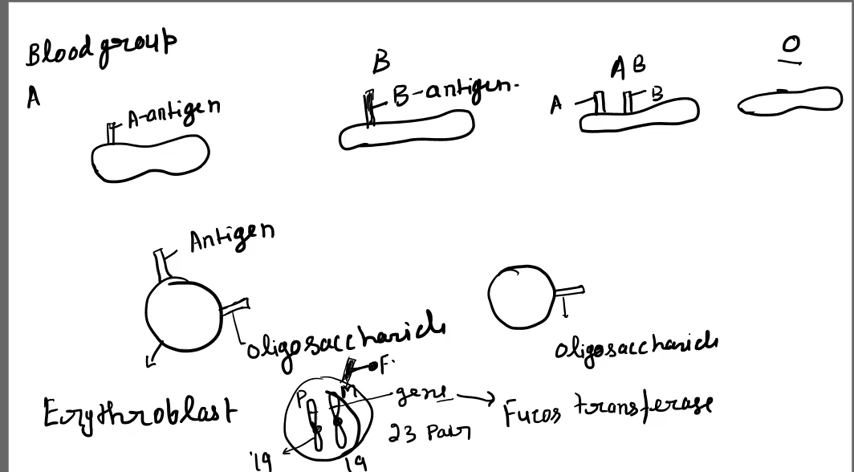 Blood group
A
A-antigen
B
B-antigen.
AB
A
B
O
Antigen
Oligosaccharide
Oligosaccharide
Erythroblast
F.
P
M
gene
Fucos transferase
23 Pair
19
19